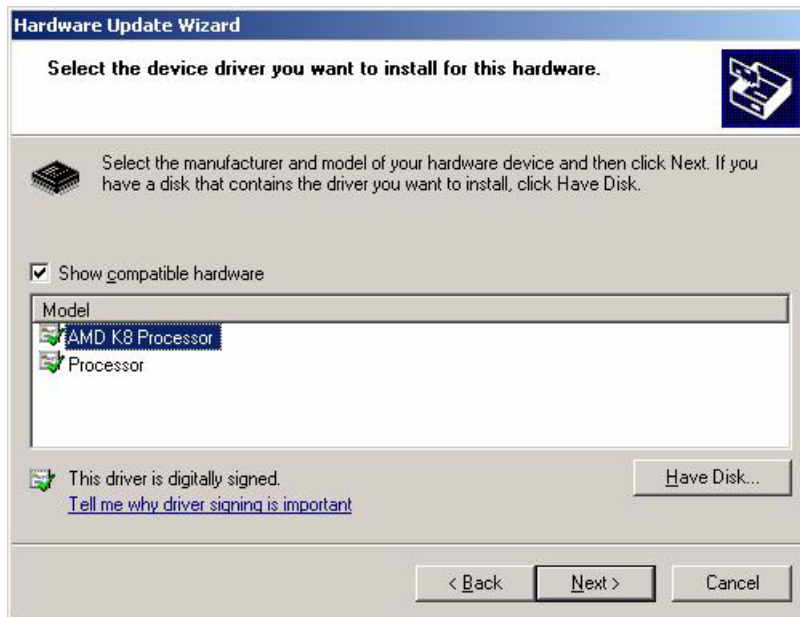 Hardware Update Wizard
Select the device driver you want to install for this hardware.
Select the manufacturer and model of your hardware device and then click Next. If you
have a disk that contains the driver you want to install, click Have Disk.
Show compatible hardware
Model
AMD K8 Processor
Processor
This driver is digitally signed.
Have Disk...
Tell me why driver signing is important
< Back
Next >
Cancel